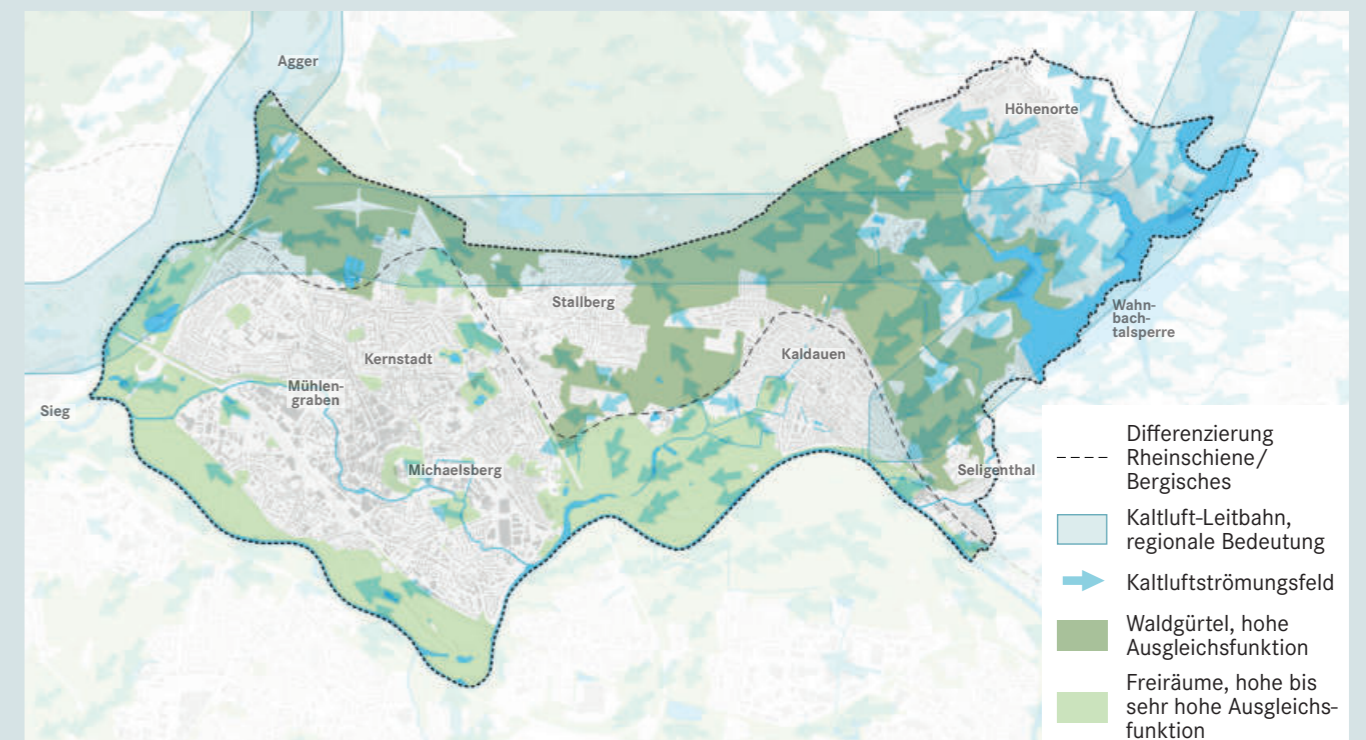 Agger
Höhenorte
Stallberg
Wahn-
bach-
talsperre
Kernstadt
Kaldauen
Mühlen-
graben
Sieg
Michaelsberg
Seligenthal
Differenzierung
Rheinschiene/
Bergisches
Kaltluft-Leitbahn,
regionale Bedeutung
Kaltluftströmungsfeld
Waldgürtel, hohe
Ausgleichsfunktion
Freiräume, hohe bis
sehr hohe Ausgleichs-
funktion